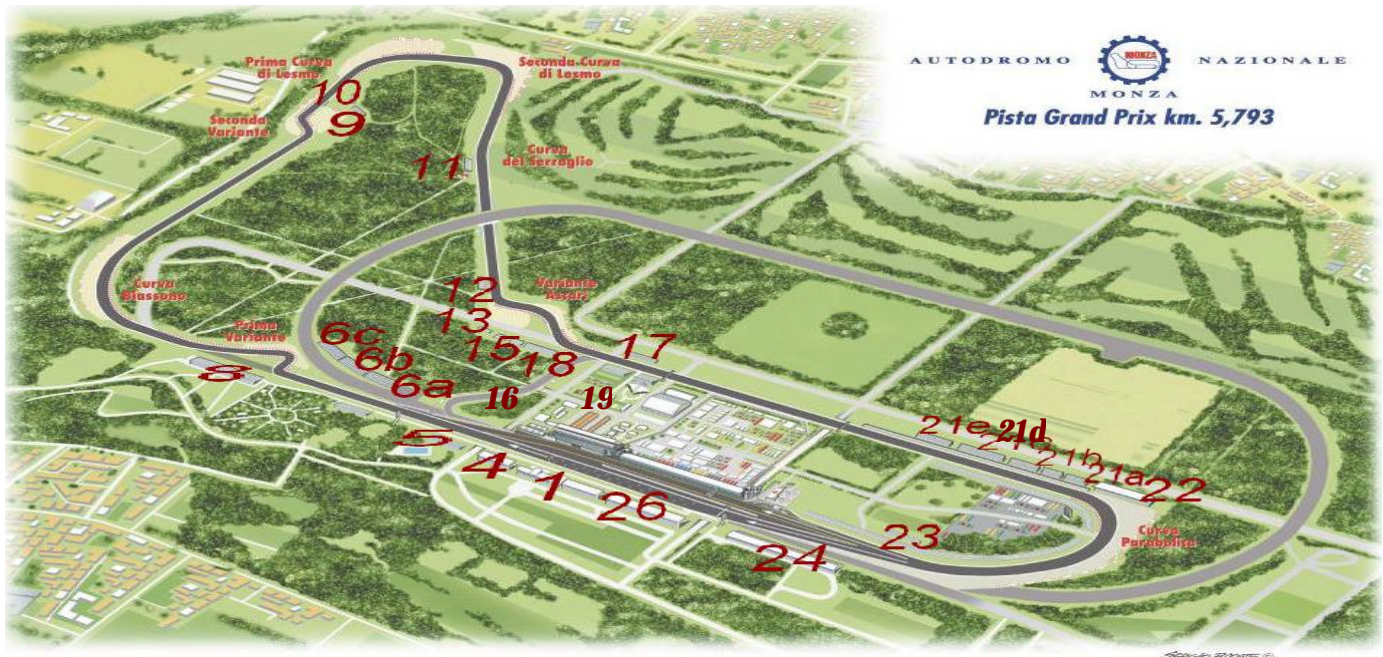 AUTODROMO MONZA NAZIONALE
MONZA
Pista Grand Prix km. 5,793
Prima Curva
di Lesmo
Seconda Curva
di Lesmo
10
Seconda
Variante
9
11
Curva
del Serraglio
12
Variante
Ascari
Curva
Biassono
13
Prima
Variante
6c
15
18
17
6b
8
6a
16
19
5
21e
21d
4
21b
21a
22
1
26
23
Curva
Parabolica
24